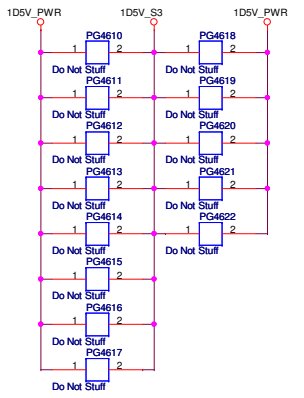 1D5V_PWR 1D5V_S3 1D5V_PWR
PG4610 PG4618
1 2 1 2
Do Not Stuff Do Not Stuff
PG4611 PG4619
1 2 1 2
Do Not Stuff Do Not Stuff
PG4612 PG4620
1 2 1 2
Do Not Stuff Do Not Stuff
PG4613 PG4621
1 2 1 2
Do Not Stuff Do Not Stuff
PG4614 PG4622
1 2 1 2
Do Not Stuff Do Not Stuff
PG4615
1 2
Do Not Stuff
PG4616
1 2
Do Not Stuff
PG4617
1 2
Do Not Stuff